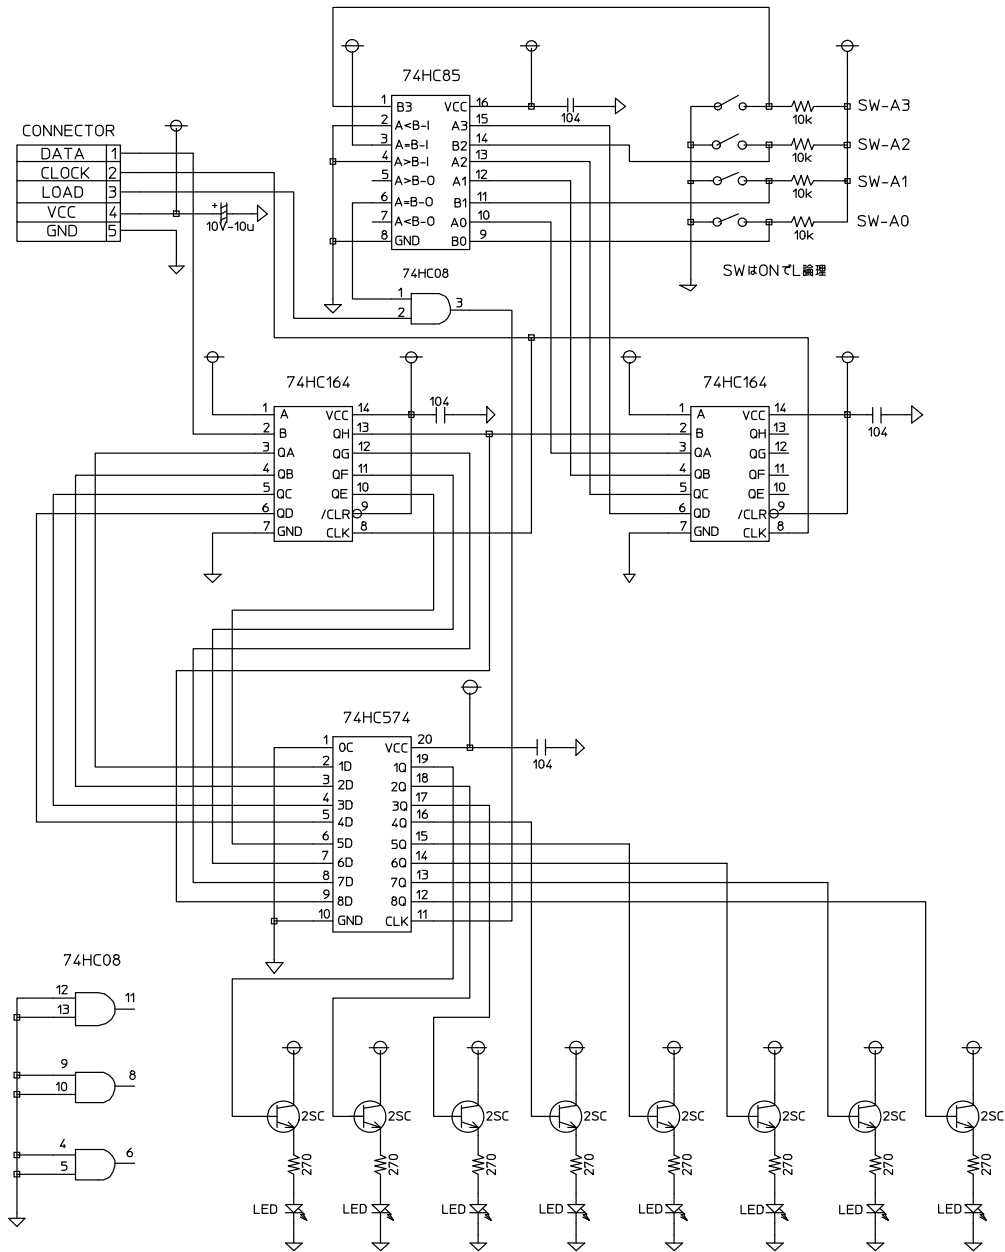 74HC85
1 B3 VCC 16
2 A<B-I A3 15
3 A=B-I B2 14
4 A>B-I A2 13
5 A>B-O A1 12
6 A=B-O B1 11
7 A<B-O A0 10
8 GND B0 9
104
SW-A3
10k
SW-A2
10k
SW-A1
10k
SW-A0
10k
SWはONでL論理
CONNECTOR
DATA 1
CLOCK 2
LOAD 3
VCC 4
GND 5
+
10V-10u
74HC08
1
2
3
74HC164
1 A VCC 14
2 B QH 13
3 QA QG 12
4 QB QF 11
5 QC QE 10
6 QD /CLR 9
7 GND CLK 8
104
74HC164
1 A VCC 14
2 B QH 13
3 QA QG 12
4 QB QF 11
5 QC QE 10
6 QD /CLR 9
7 GND CLK 8
104
74HC574
1 OC VCC 20
2 1D 1Q 19
3 2D 2Q 18
4 3D 3Q 17
5 4D 4Q 16
6 5D 5Q 15
7 6D 6Q 14
8 7D 7Q 13
9 8D 8Q 12
10 GND CLK 11
104
74HC08
12
13
11
9
10
8
4
5
6
2SC 2SC 2SC 2SC 2SC 2SC 2SC 2SC
270 270 270 270 270 270 270 270
LED LED LED LED LED LED LED LED